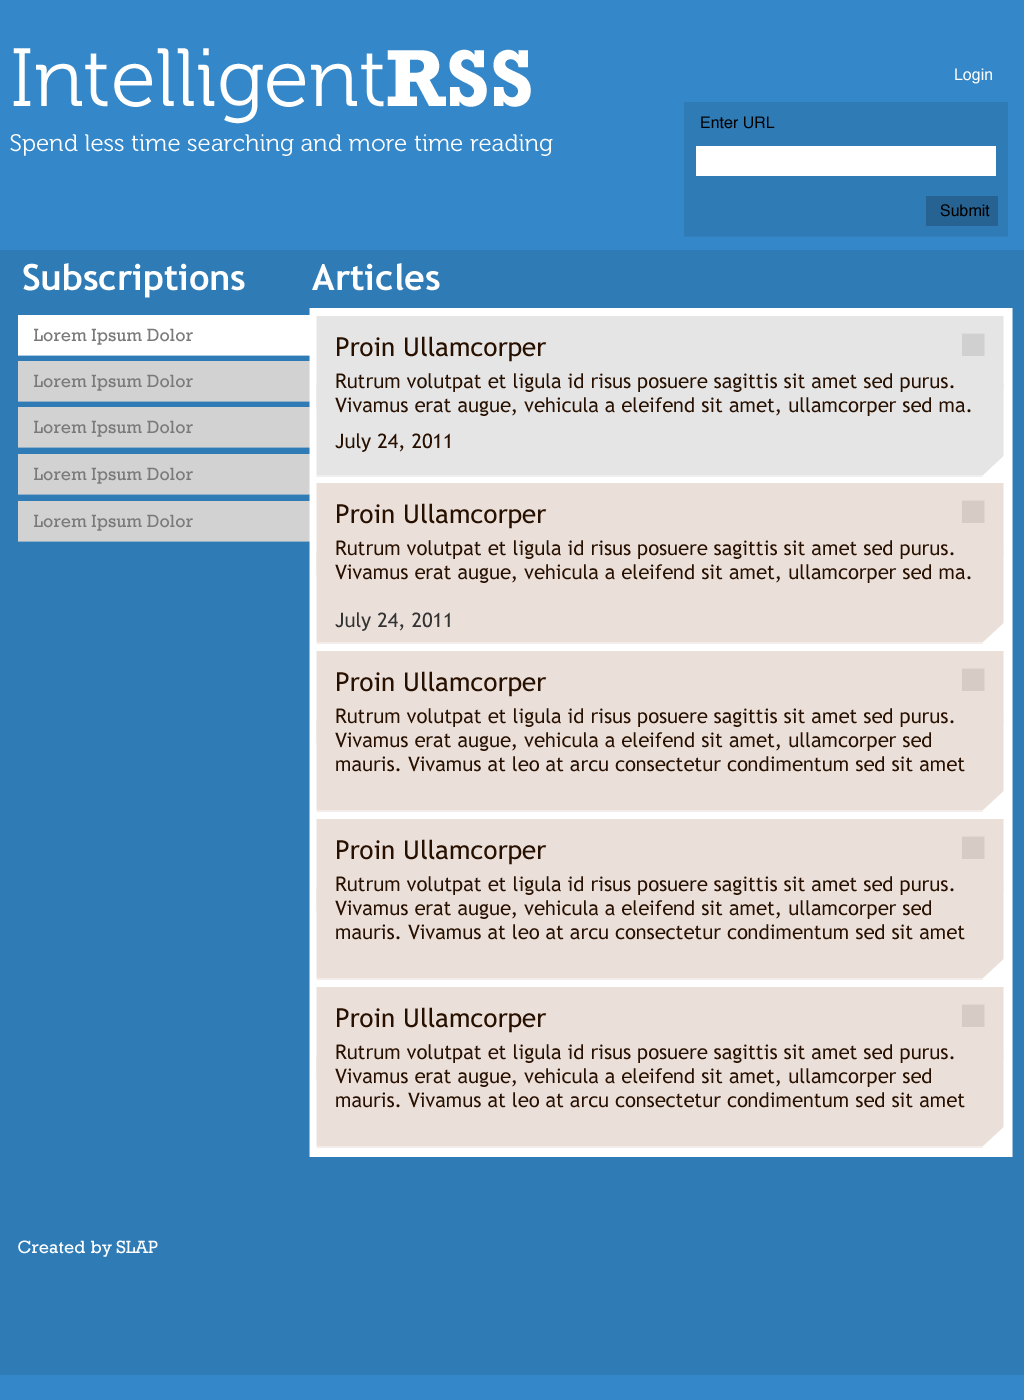 IntelligentRSS
Spend less time searching and more time reading
Login
Enter URL
Submit
Subscriptions
Lorem Ipsum Dolor
Lorem Ipsum Dolor
Lorem Ipsum Dolor
Lorem Ipsum Dolor
Lorem Ipsum Dolor
Articles
Proin Ullamcorper
Rutrum volutpat et ligula id risus posuere sagittis sit amet sed purus.
Vivamus erat augue, vehicula a eleifend sit amet, ullamcorper sed ma.
July 24, 2011
Proin Ullamcorper
Rutrum volutpat et ligula id risus posuere sagittis sit amet sed purus.
Vivamus erat augue, vehicula a eleifend sit amet, ullamcorper sed ma.
July 24, 2011
Proin Ullamcorper
Rutrum volutpat et ligula id risus posuere sagittis sit amet sed purus.
Vivamus erat augue, vehicula a eleifend sit amet, ullamcorper sed
mauris. Vivamus at leo at arcu consectetur condimentum sed sit amet
Proin Ullamcorper
Rutrum volutpat et ligula id risus posuere sagittis sit amet sed purus.
Vivamus erat augue, vehicula a eleifend sit amet, ullamcorper sed
mauris. Vivamus at leo at arcu consectetur condimentum sed sit amet
Proin Ullamcorper
Rutrum volutpat et ligula id risus posuere sagittis sit amet sed purus.
Vivamus erat augue, vehicula a eleifend sit amet, ullamcorper sed
mauris. Vivamus at leo at arcu consectetur condimentum sed sit amet
Created by SLAP